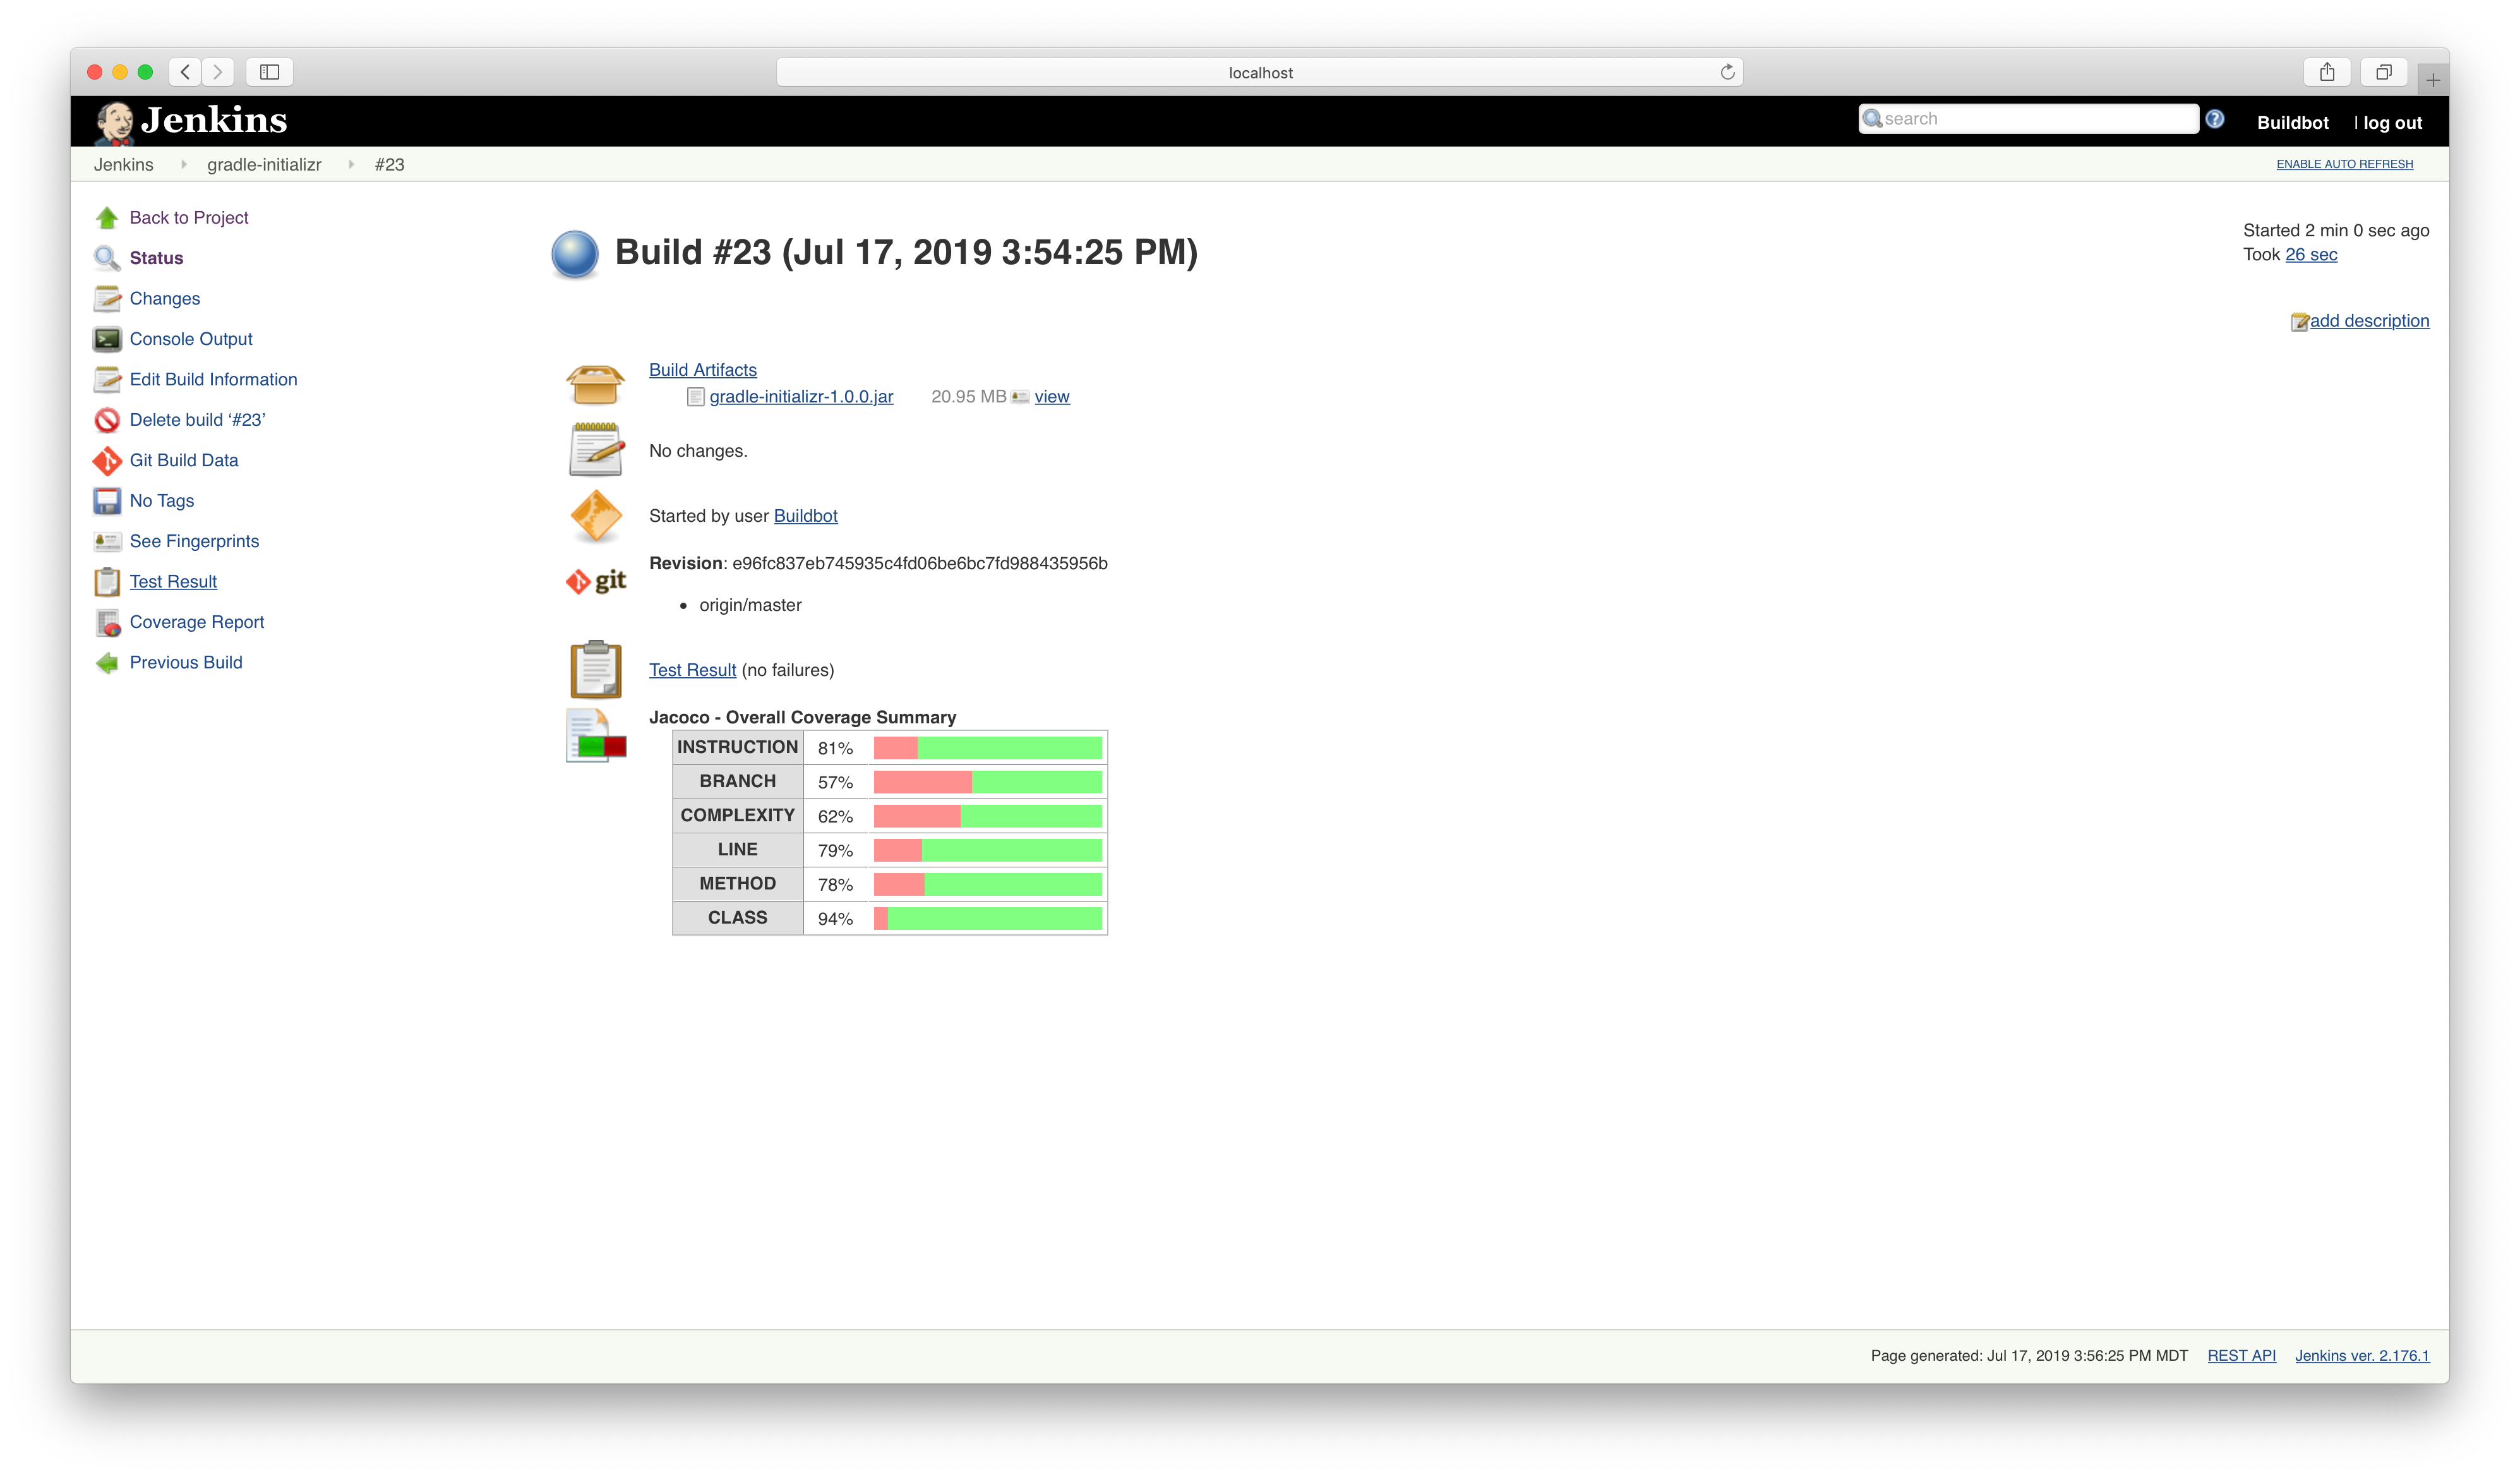 localhost
Jenkins
search
Buildbot | log out
Jenkins gradle-initializr #23
ENABLE AUTO REFRESH
Back to Project
Status
Changes
Console Output
Edit Build Information
Delete build ‘#23’
Git Build Data
No Tags
See Fingerprints
Test Result
Coverage Report
Previous Build
Build #23 (Jul 17, 2019 3:54:25 PM)
Started 2 min 0 sec ago
Took 26 sec
add description
Build Artifacts
gradle-initializr-1.0.0.jar 20.95 MB view
No changes.
Started by user Buildbot
git
Revision: e96fc837eb745935c4fd06be6bc7fd988435956b
origin/master
Test Result (no failures)
Jacoco - Overall Coverage Summary
INSTRUCTION 81%
BRANCH 57%
COMPLEXITY 62%
LINE 79%
METHOD 78%
CLASS 94%
Page generated: Jul 17, 2019 3:56:25 PM MDT REST API Jenkins ver. 2.176.1